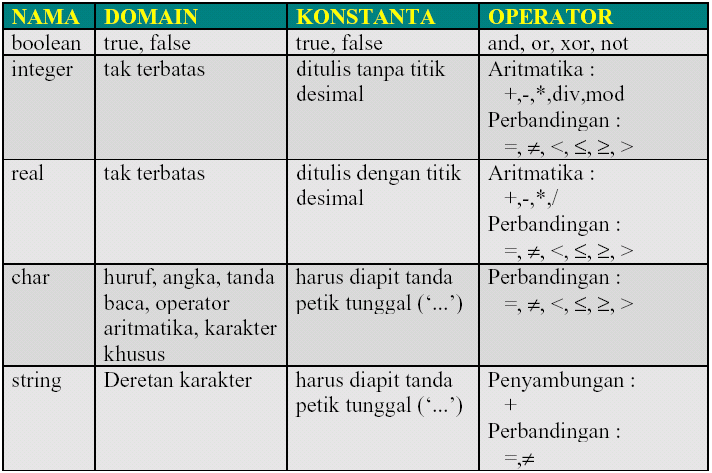 NAMA DOMAIN KONSTANTA OPERATOR
boolean true, false true, false and, or, xor, not
integer tak terbatas ditulis tanpa titik Aritmatika :
desimal +,-,*,div,mod
Perbandingan :
=, ≠, <, ≤, ≥, >
real tak terbatas ditulis dengan titik Aritmatika :
desimal +,-,*,/
Perbandingan :
=, ≠, <, ≤, ≥, >
char huruf, angka, tanda harus diapit tanda Perbandingan :
baca, operator petik tunggal (‘...’) =, ≠, <, ≤, ≥, >
aritmatika, karakter
khusus
string Deretan karakter harus diapit tanda Penyambungan :
petik tunggal (‘...’) +
Perbandingan :
=,≠